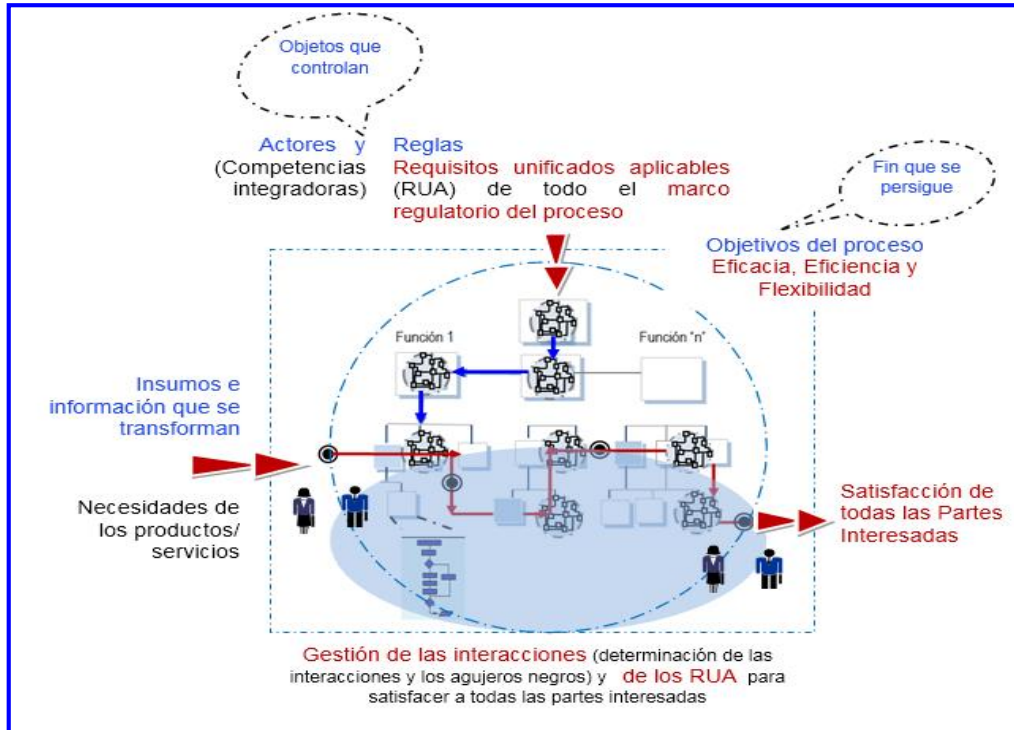 Objetos que
controlan
Actores y
(Competencias
integradoras)
Reglas
Requisitos unificados aplicables
(RUA) de todo el marco
regulatorio del proceso
Fin que se
persigue
Objetivos del proceso
Eficacia, Eficiencia y
Flexibilidad
Función 1
Función "n"
Insumos e
información que se
transforman
Necesidades de
los productos/
servicios
Satisfacción de
todas las Partes
Interesadas
Gestión de las interacciones (determinación de las
interacciones y los agujeros negros) y de los RUA para
satisfacer a todas las partes interesadas